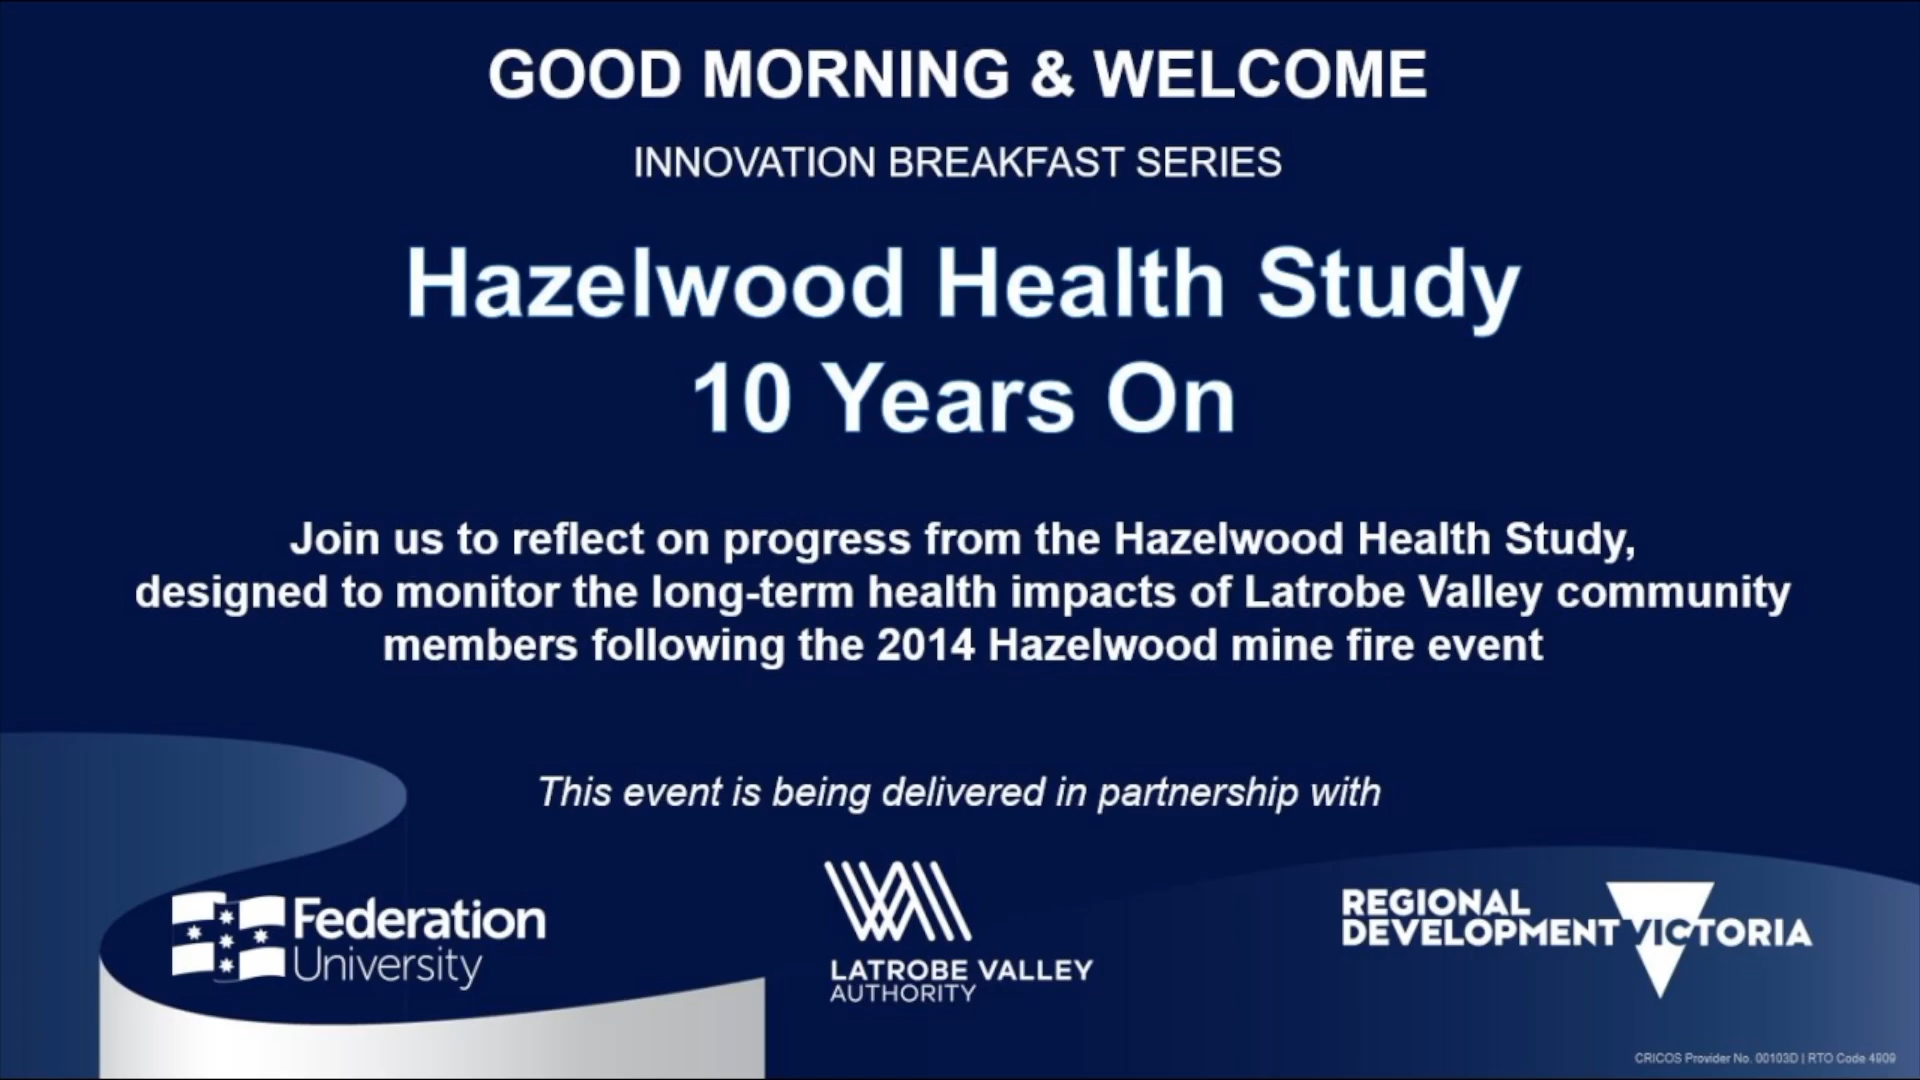 GOOD MORNING & WELCOME
INNOVATION BREAKFAST SERIES
Hazelwood Health Study
10 Years On
Join us to reflect on progress from the Hazelwood Health Study,
designed to monitor the long-term health impacts of Latrobe Valley community
members following the 2014 Hazelwood mine fire event
This event is being delivered in partnership with
Federation
University
LATROBE VALLEY
AUTHORITY
REGIONAL
DEVELOPMENT VICTORIA
CRICOS Provider No. 00103D | RTO Code 4909